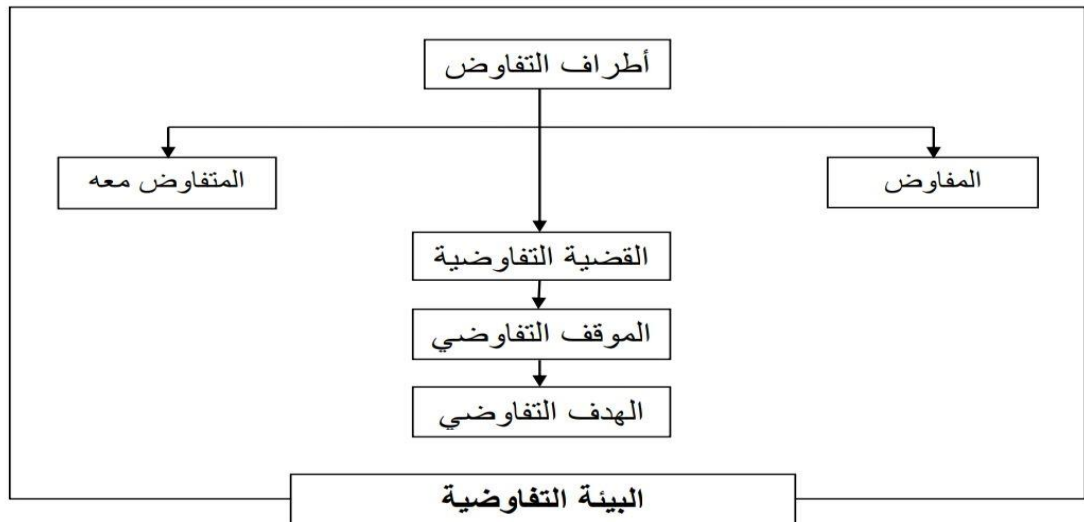 أطراف التفاوض
المفاوض
المتفاوض معه
القضية التفاوضية
الموقف التفاوضي
الهدف التفاوضي
البيئة التفاوضية